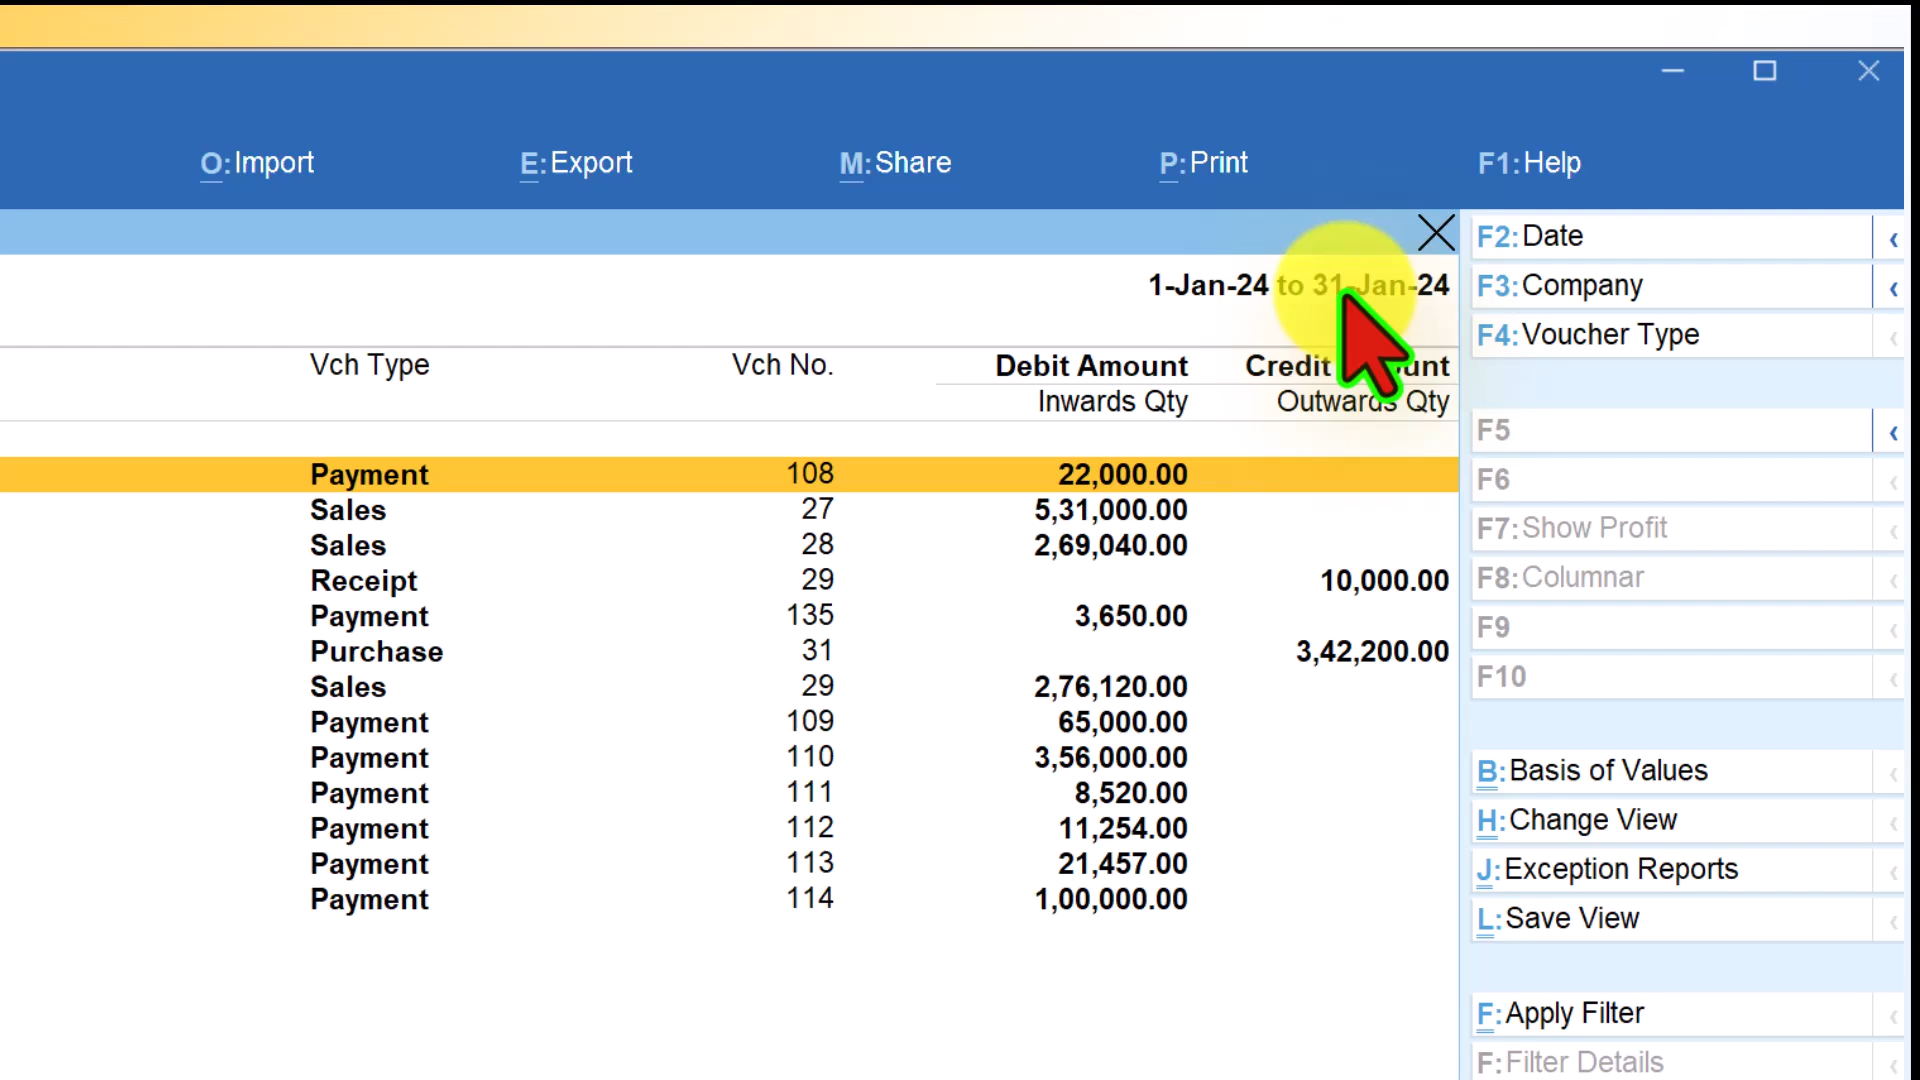 O:Import E:Export M:Share P:Print F1:Help
1-Jan-24 to 31-Jan-24
Vch Type Vch No. Debit Amount Credit
Inwards Qty Outwards Qty
Payment 108 22,000.00
Sales 27 5,31,000.00
Sales 28 2,69,040.00
Receipt 29 10,000.00
Payment 135 3,650.00
Purchase 31 3,42,200.00
Sales 29 2,76,120.00
Payment 109 65,000.00
Payment 110 3,56,000.00
Payment 111 8,520.00
Payment 112 11,254.00
Payment 113 21,457.00
Payment 114 1,00,000.00
F2:Date
F3:Company
F4:Voucher Type
F5
F6
F7:Show Profit
F8:Columnar
F9
F10
B:Basis of Values
H:Change View
J:Exception Reports
L:Save View
F:Apply Filter
F:Filter Details